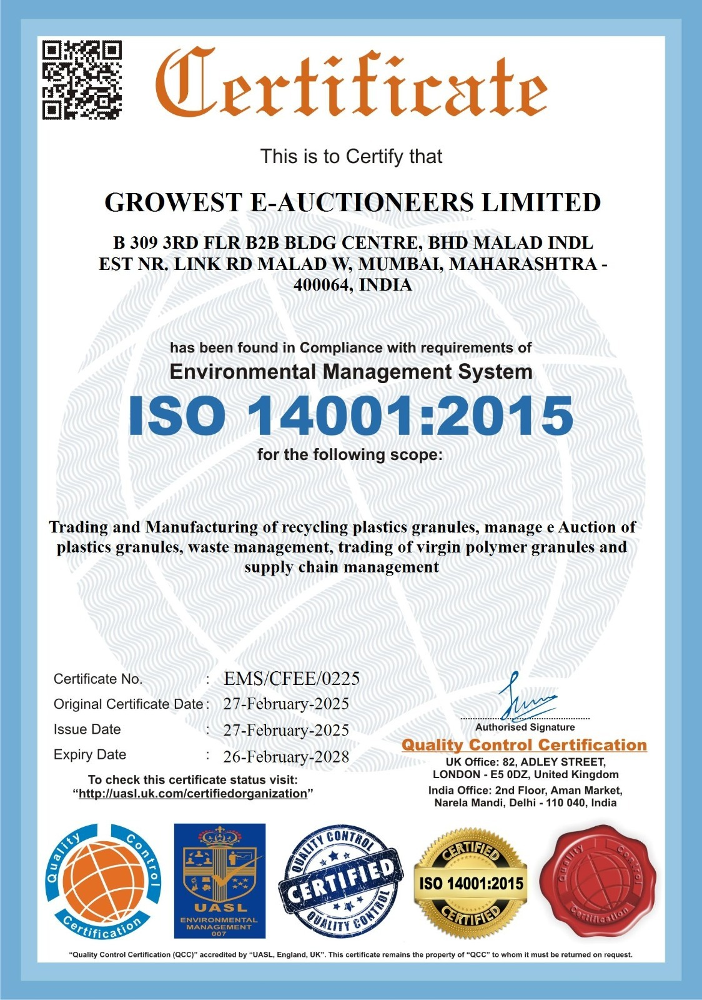 Certificate
This is to Certify that
GROWEST E-AUCTIONEERS LIMITED
B 309 3RD FLR B2B BLDG CENTRE, BHD MALAD INDL
EST NR. LINK RD MALAD W, MUMBAI, MAHARASHTRA -
400064, INDIA
has been found in Compliance with requirements of
Environmental Management System
ISO 14001:2015
for the following scope:
Trading and Manufacturing of recycling plastics granules, manage e Auction of
plastics granules, waste management, trading of virgin polymer granules and
supply chain management
Certificate No. : EMS/CFEE/0225
Original Certificate Date : 27-February-2025
Issue Date : 27-February-2025
Expiry Date : 26-February-2028
To check this certificate status visit:
“http://uasl.uk.com/certifiedorganization”
Authorised Signature
Quality Control Certification
UK Office: 82, ADLEY STREET,
LONDON - E5 0DZ, United Kingdom
India Office: 2nd Floor, Aman Market,
Narela Mandi, Delhi - 110 040, India
Quality Control
Certification
UASL
ENVIRONMENTAL
MANAGEMENT
007
QUALITY CONTROL
CERTIFIED
QUALITY CONTROL
CERTIFIED
ISO 14001:2015
CERTIFIED
Quality Control
Certification
“Quality Control Certification (QCC)” accredited by “UASL, England, UK”. This certificate remains the property of “QCC” to whom it must be returned on request.